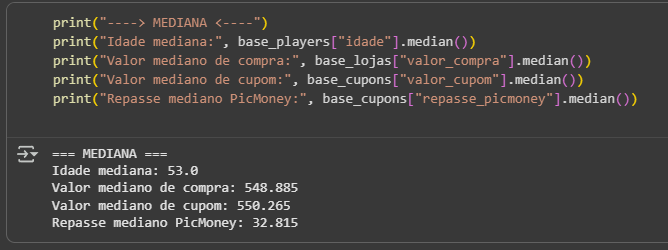 print("----> MEDIANA <----")
print("Idade mediana:", base_players["idade"].median())
print("Valor mediano de compra:", base_lojas["valor_compra"].median())
print("Valor mediano de cupom:", base_cupons["valor_cupom"].median())
print("Repasse mediano PicMoney:", base_cupons["repasse_picmoney"].median())
=== MEDIANA ===
Idade mediana: 53.0
Valor mediano de compra: 548.885
Valor mediano de cupom: 550.265
Repasse mediano PicMoney: 32.815